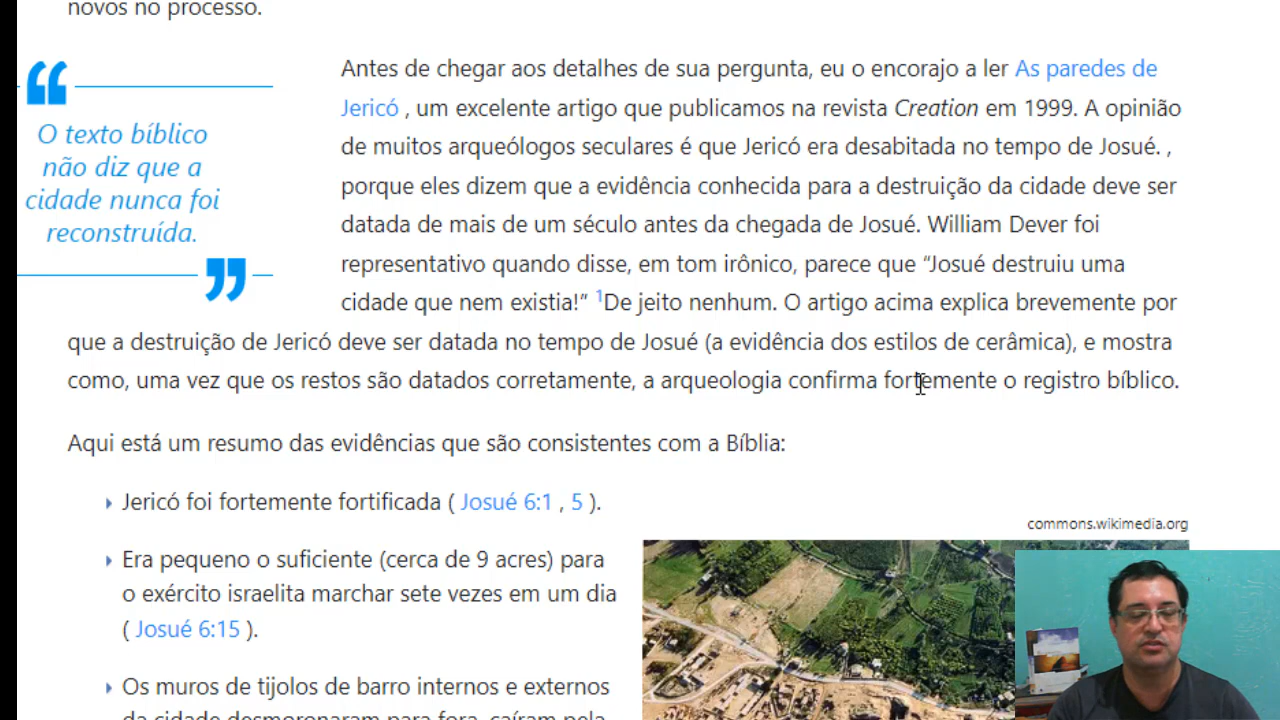 novos no processo.
“
O texto bíblico
não diz que a
cidade nunca foi
reconstruída.
”
Antes de chegar aos detalhes de sua pergunta, eu o encorajo a ler As paredes de
Jericó , um excelente artigo que publicamos na revista Creation em 1999. A opinião
de muitos arqueólogos seculares é que Jericó era desabitada no tempo de Josué. ,
porque eles dizem que a evidência conhecida para a destruição da cidade deve ser
datada de mais de um século antes da chegada de Josué. William Dever foi
representativo quando disse, em tom irônico, parece que “Josué destruiu uma
cidade que nem existia!” ¹De jeito nenhum. O artigo acima explica brevemente por
que a destruição de Jericó deve ser datada no tempo de Josué (a evidência dos estilos de cerâmica), e mostra
como, uma vez que os restos são datados corretamente, a arqueologia confirma fortemente o registro bíblico.
Aqui está um resumo das evidências que são consistentes com a Bíblia:
Jericó foi fortemente fortificada ( Josué 6:1 , 5 ).
Era pequeno o suficiente (cerca de 9 acres) para
o exército israelita marchar sete vezes em um dia
( Josué 6:15 ).
Os muros de tijolos de barro internos e externos
da cidade desmoronaram para fora, caíram pela
commons.wikimedia.org